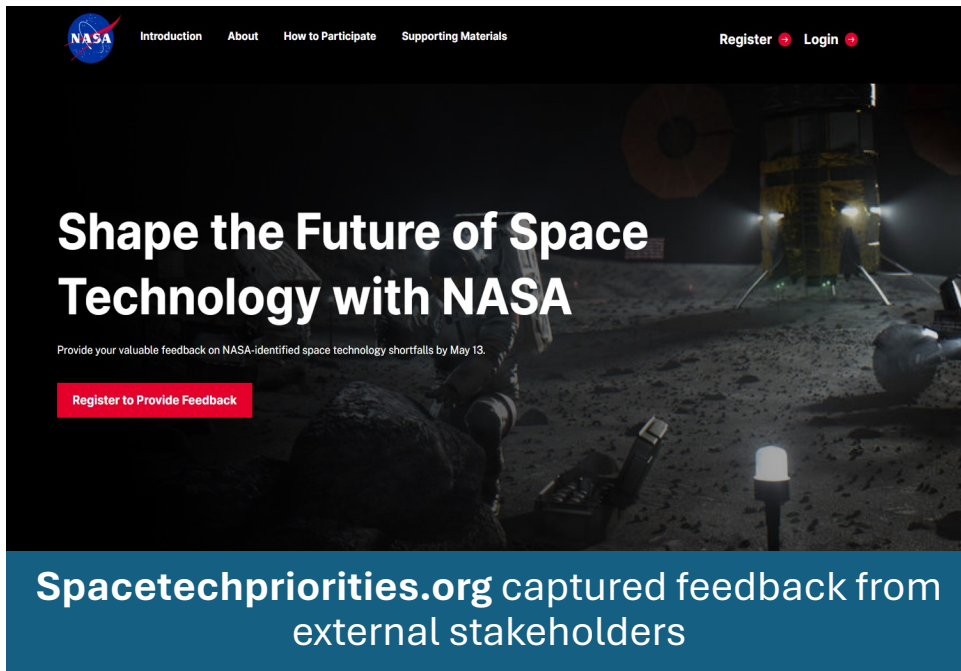 NASA
Introduction About How to Participate Supporting Materials Register Login
Shape the Future of Space
Technology with NASA
Provide your valuable feedback on NASA-identified space technology shortfalls by May 13.
Register to Provide Feedback
Spacetechpriorities.org captured feedback from
external stakeholders